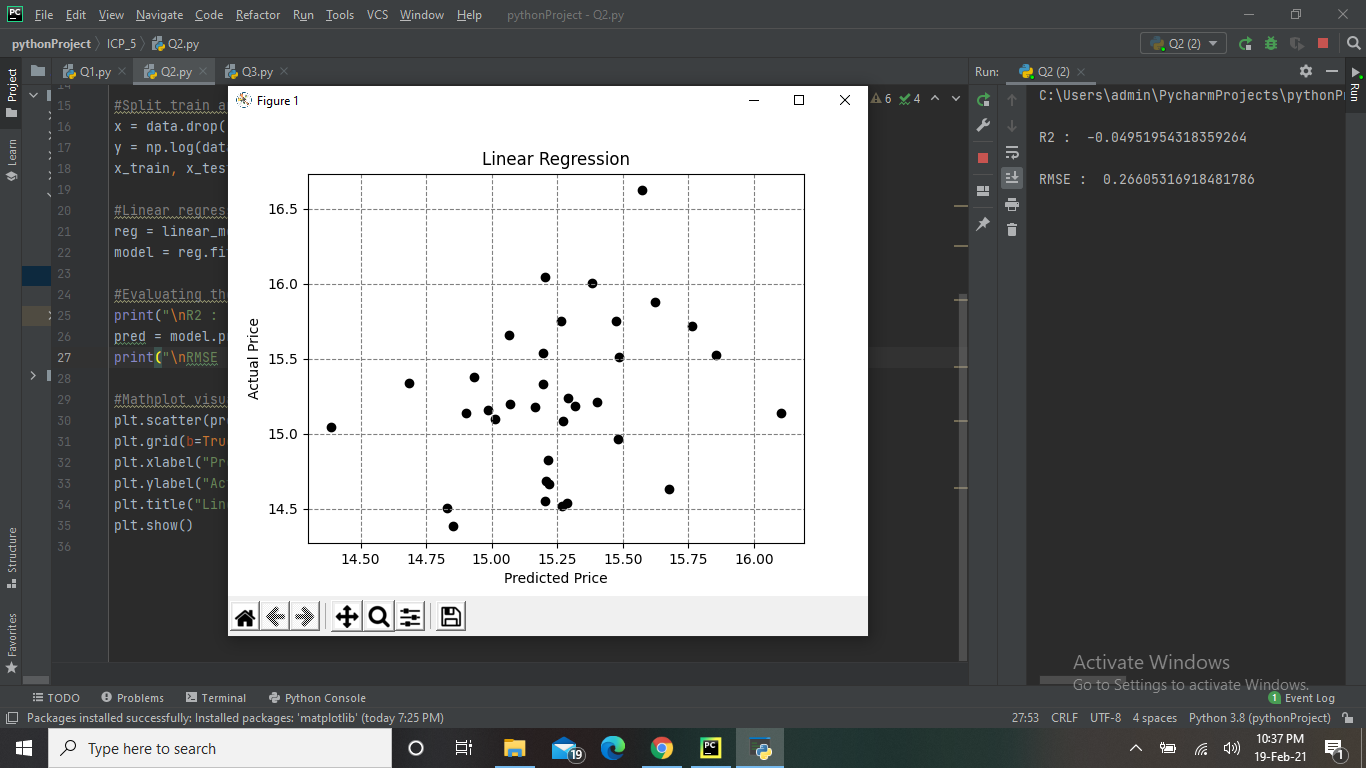 File Edit View Navigate Code Refactor Run Tools VCS Window Help pythonProject - Q2.py
pythonProject ICP_5 Q2.py Q2 (2)
Q1.py Q2.py Q3.py Run: Q2 (2)
Project
Learn
Structure
Favorites
Run
Figure 1
6 4
14
15 #Split train a
16 x = data.drop(
17 y = np.log(dat
18 x_train, x_tes
19
20 #Linear regres
21 reg = linear_m
22 model = reg.fi
23
24 #Evaluating th
25 print("\nR2 :
26 pred = model.p
27 print("\nRMSE
28
29 #Mathplot visu
30 plt.scatter(pr
31 plt.grid(b=Tru
32 plt.xlabel("Pr
33 plt.ylabel("Ac
34 plt.title("Lin
35 plt.show()
36
Linear Regression
Actual Price
16.5
16.0
15.5
15.0
14.5
14.50 14.75 15.00 15.25 15.50 15.75 16.00
Predicted Price
C:\Users\admin\PycharmProjects\pythonP
R2 : -0.04951954318359264
RMSE : 0.26605316918481786
Activate Windows
Go to Settings to activate Windows.
TODO Problems Terminal Python Console 1 Event Log
Packages installed successfully: Installed packages: 'matplotlib' (today 7:25 PM) 27:53 CRLF UTF-8 4 spaces Python 3.8 (pythonProject)
Type here to search 19 10:37 PM
19-Feb-21 1